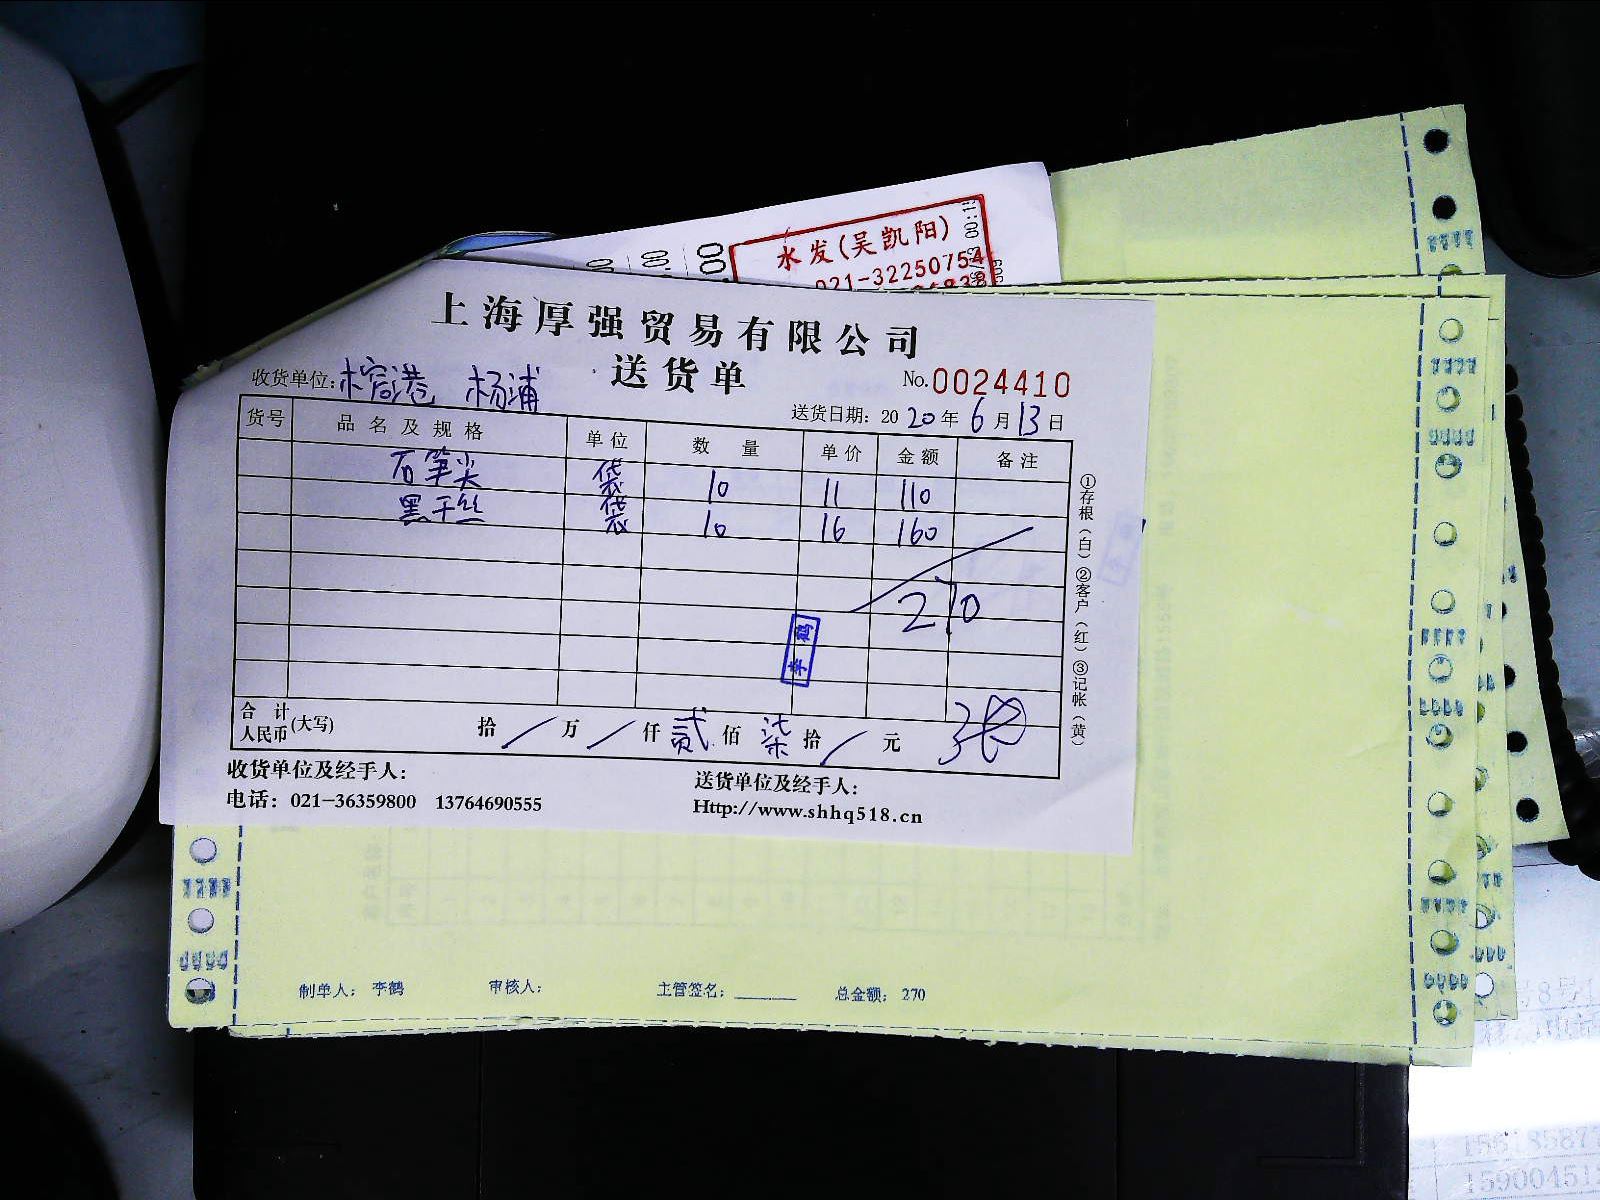 水发(吴凯阳)
021-32250754
上海厚强贸易有限公司
送货单
No.0024410
收货单位: 榕港 杨浦
送货日期: 2020年6月13日
货号 品名及规格 单位 数量 单价 金额 备注
石笋尖 袋 10 11 110
黑千丝 袋 10 16 160
270
李鹤
合计人民币(大写) 拾 / 万 / 仟 贰 佰 柒 拾 / 元
①存根(白)②客户(红)③记帐(黄)
收货单位及经手人:
送货单位及经手人:
电话: 021-36359800 13764690555
Http://www.shhq518.cn
制单人: 李鹤 审核人: 主管签名:______ 总金额: 270